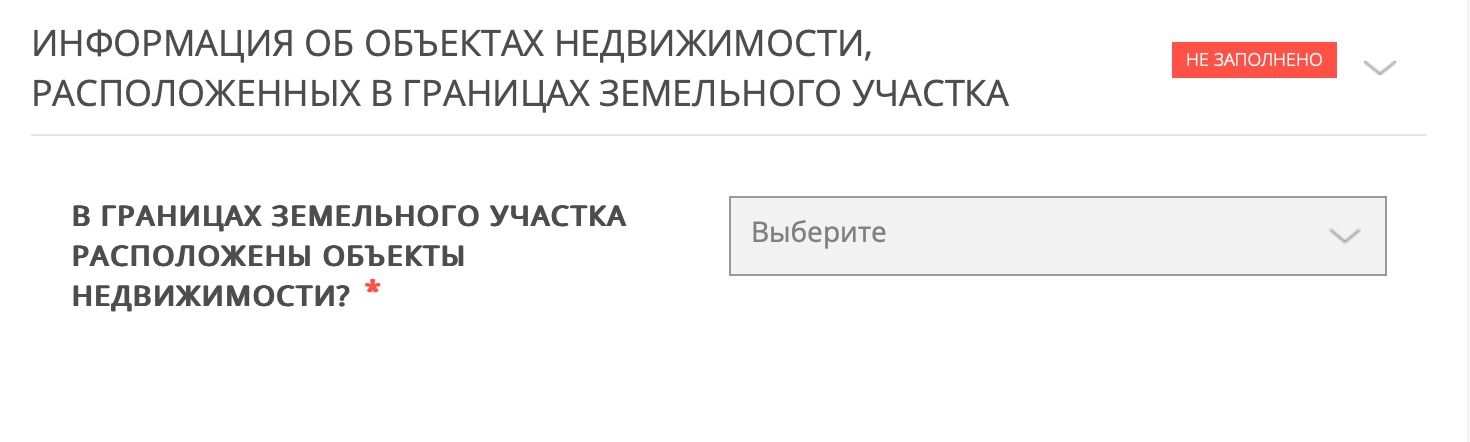 ИНФОРМАЦИЯ ОБ ОБЪЕКТАХ НЕДВИЖИМОСТИ,
РАСПОЛОЖЕННЫХ В ГРАНИЦАХ ЗЕМЕЛЬНОГО УЧАСТКА
НЕ ЗАПОЛНЕНО
В ГРАНИЦАХ ЗЕМЕЛЬНОГО УЧАСТКА
РАСПОЛОЖЕНЫ ОБЪЕКТЫ
НЕДВИЖИМОСТИ? *
Выберите